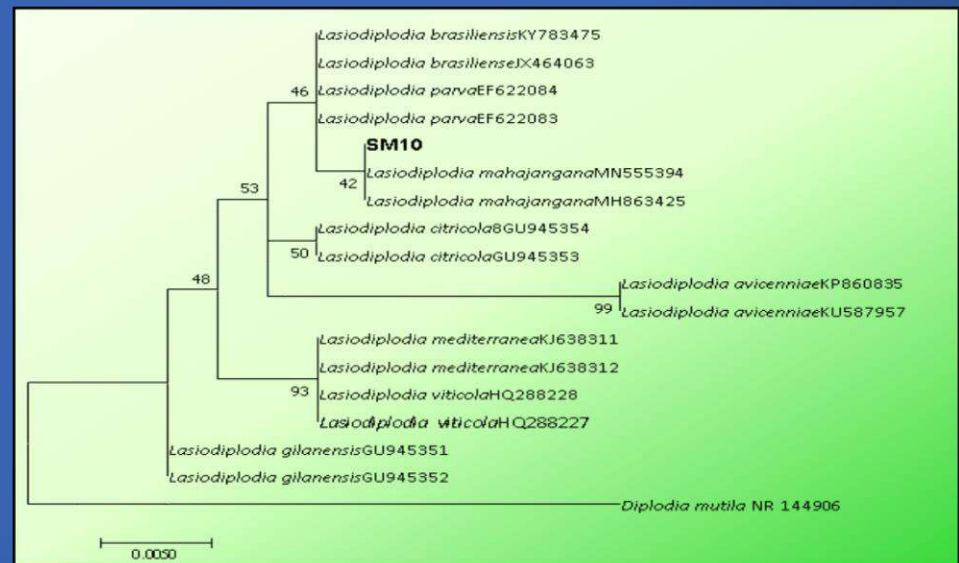 Lasiodiplodia brasiliensisKY783475
Lasiodiplodia brasilienseJX464063
46
Lasiodiplodia parvaEF622084
Lasiodiplodia parvaEF622083
SM10
Lasiodiplodia mahajanganaMN555394
42
53
Lasiodiplodia mahajanganaMH863425
Lasiodiplodia citricola8GU945354
50
Lasiodiplodia citricolaGU945353
48
Lasiodiplodia avicenniaeKP860835
99
Lasiodiplodia avicenniaeKU587957
Lasiodiplodia mediterraneaKJ638311
Lasiodiplodia mediterraneaKJ638312
93
Lasiodiplodia viticolaHQ288228
Lasiodiplodia viticolaHQ288227
Lasiodiplodia gilanensisGU945351
Lasiodiplodia gilanensisGU945352
Diplodia mutila NR 144906
0.0050